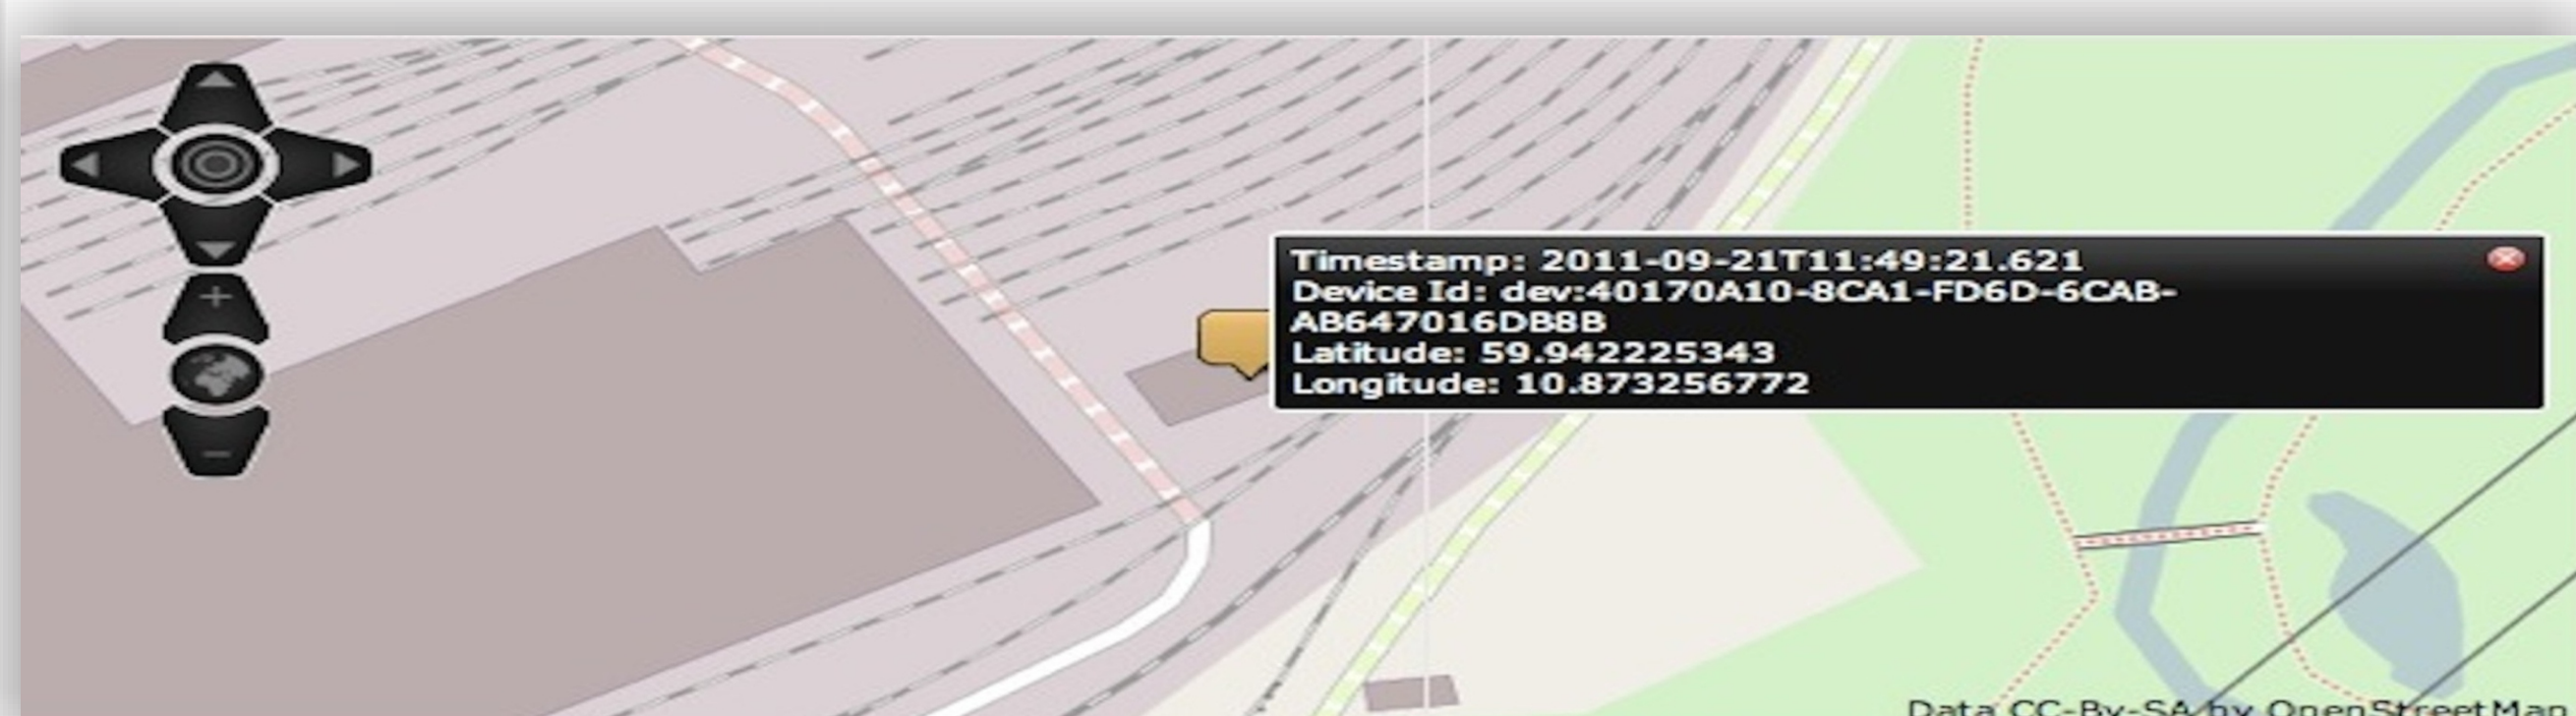 Timestamp: 2011-09-21T11:49:21.621
Device Id: dev:40170A10-8CA1-FD6D-6CAB-
AB647016DB8B
Latitude: 59.942225343
Longitude: 10.873256772
Data CC-By-SA by OpenStreetMap